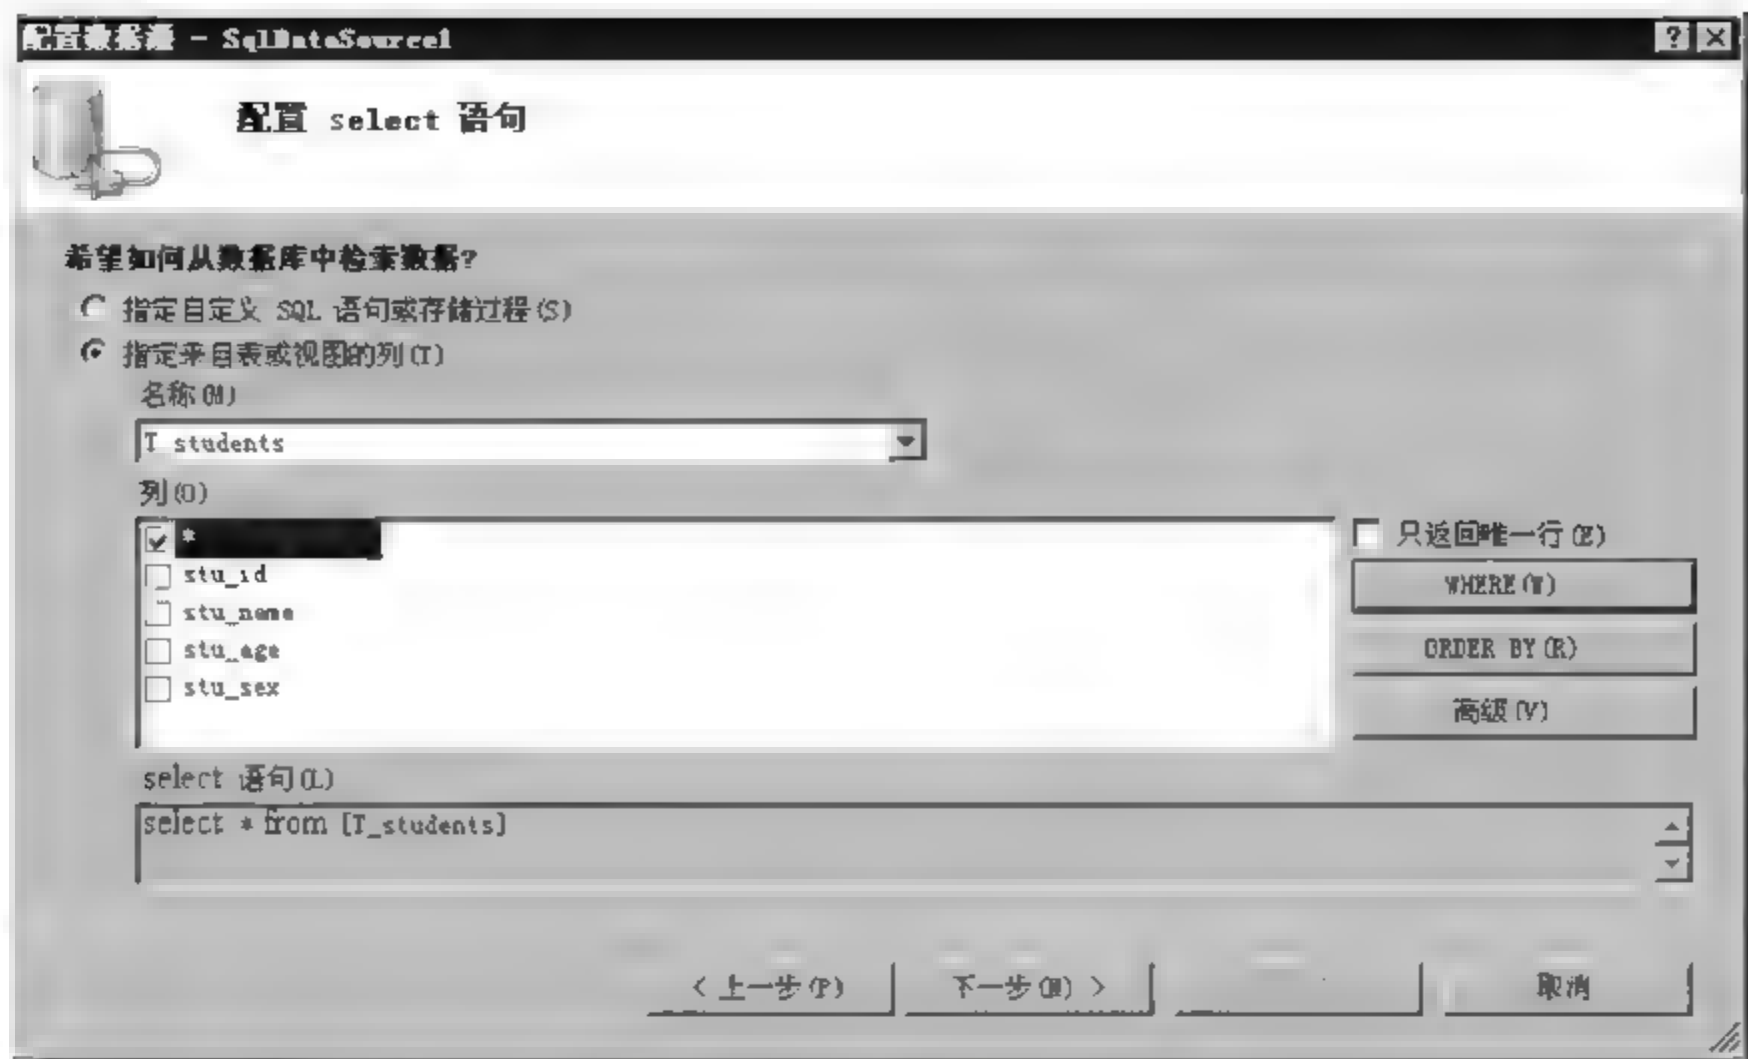 配置数据源 - SqlDataSource1
配置 select 语句
希望如何从数据库中检索数据?
指定自定义 SQL 语句或存储过程(S)
指定来自表或视图的列(T)
名称(M)
T_students
列(O)
*
stu_id
stu_name
stu_age
stu_sex
只返回唯一行(E)
WHERE(W)
ORDER BY(R)
高级(V)
select 语句(L)
select * from [T_students]
< 上一步(P)
下一步(N) >
取消